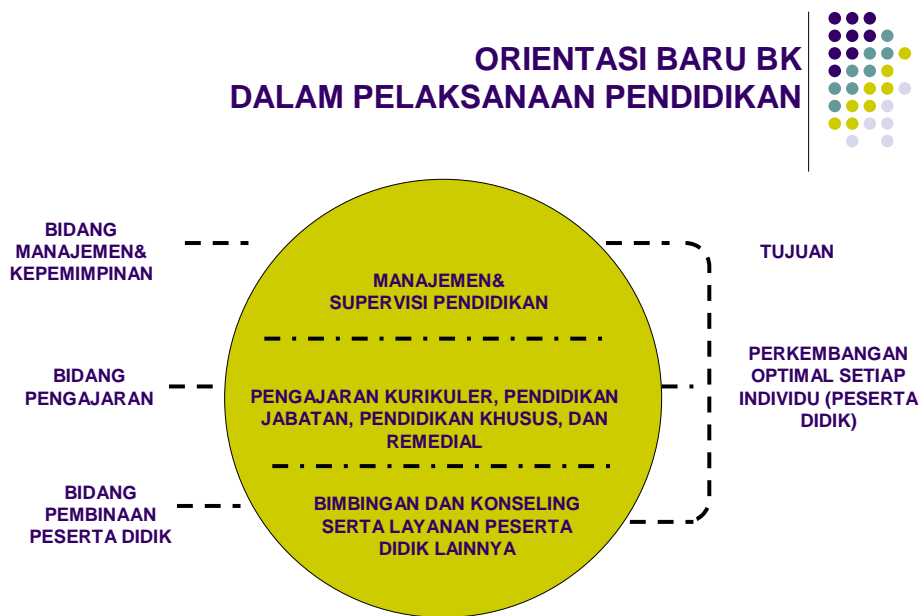 ORIENTASI BARU BK
DALAM PELAKSANAAN PENDIDIKAN
BIDANG
MANAJEMEN&
KEPEMIMPINAN
MANAJEMEN&
SUPERVISI PENDIDIKAN
TUJUAN
BIDANG
PENGAJARAN
PENGAJARAN KURIKULER, PENDIDIKAN
JABATAN, PENDIDIKAN KHUSUS, DAN
REMEDIAL
PERKEMBANGAN
OPTIMAL SETIAP
INDIVIDU (PESERTA
DIDIK)
BIDANG
PEMBINAAN
PESERTA DIDIK
BIMBINGAN DAN KONSELING
SERTA LAYANAN PESERTA
DIDIK LAINNYA